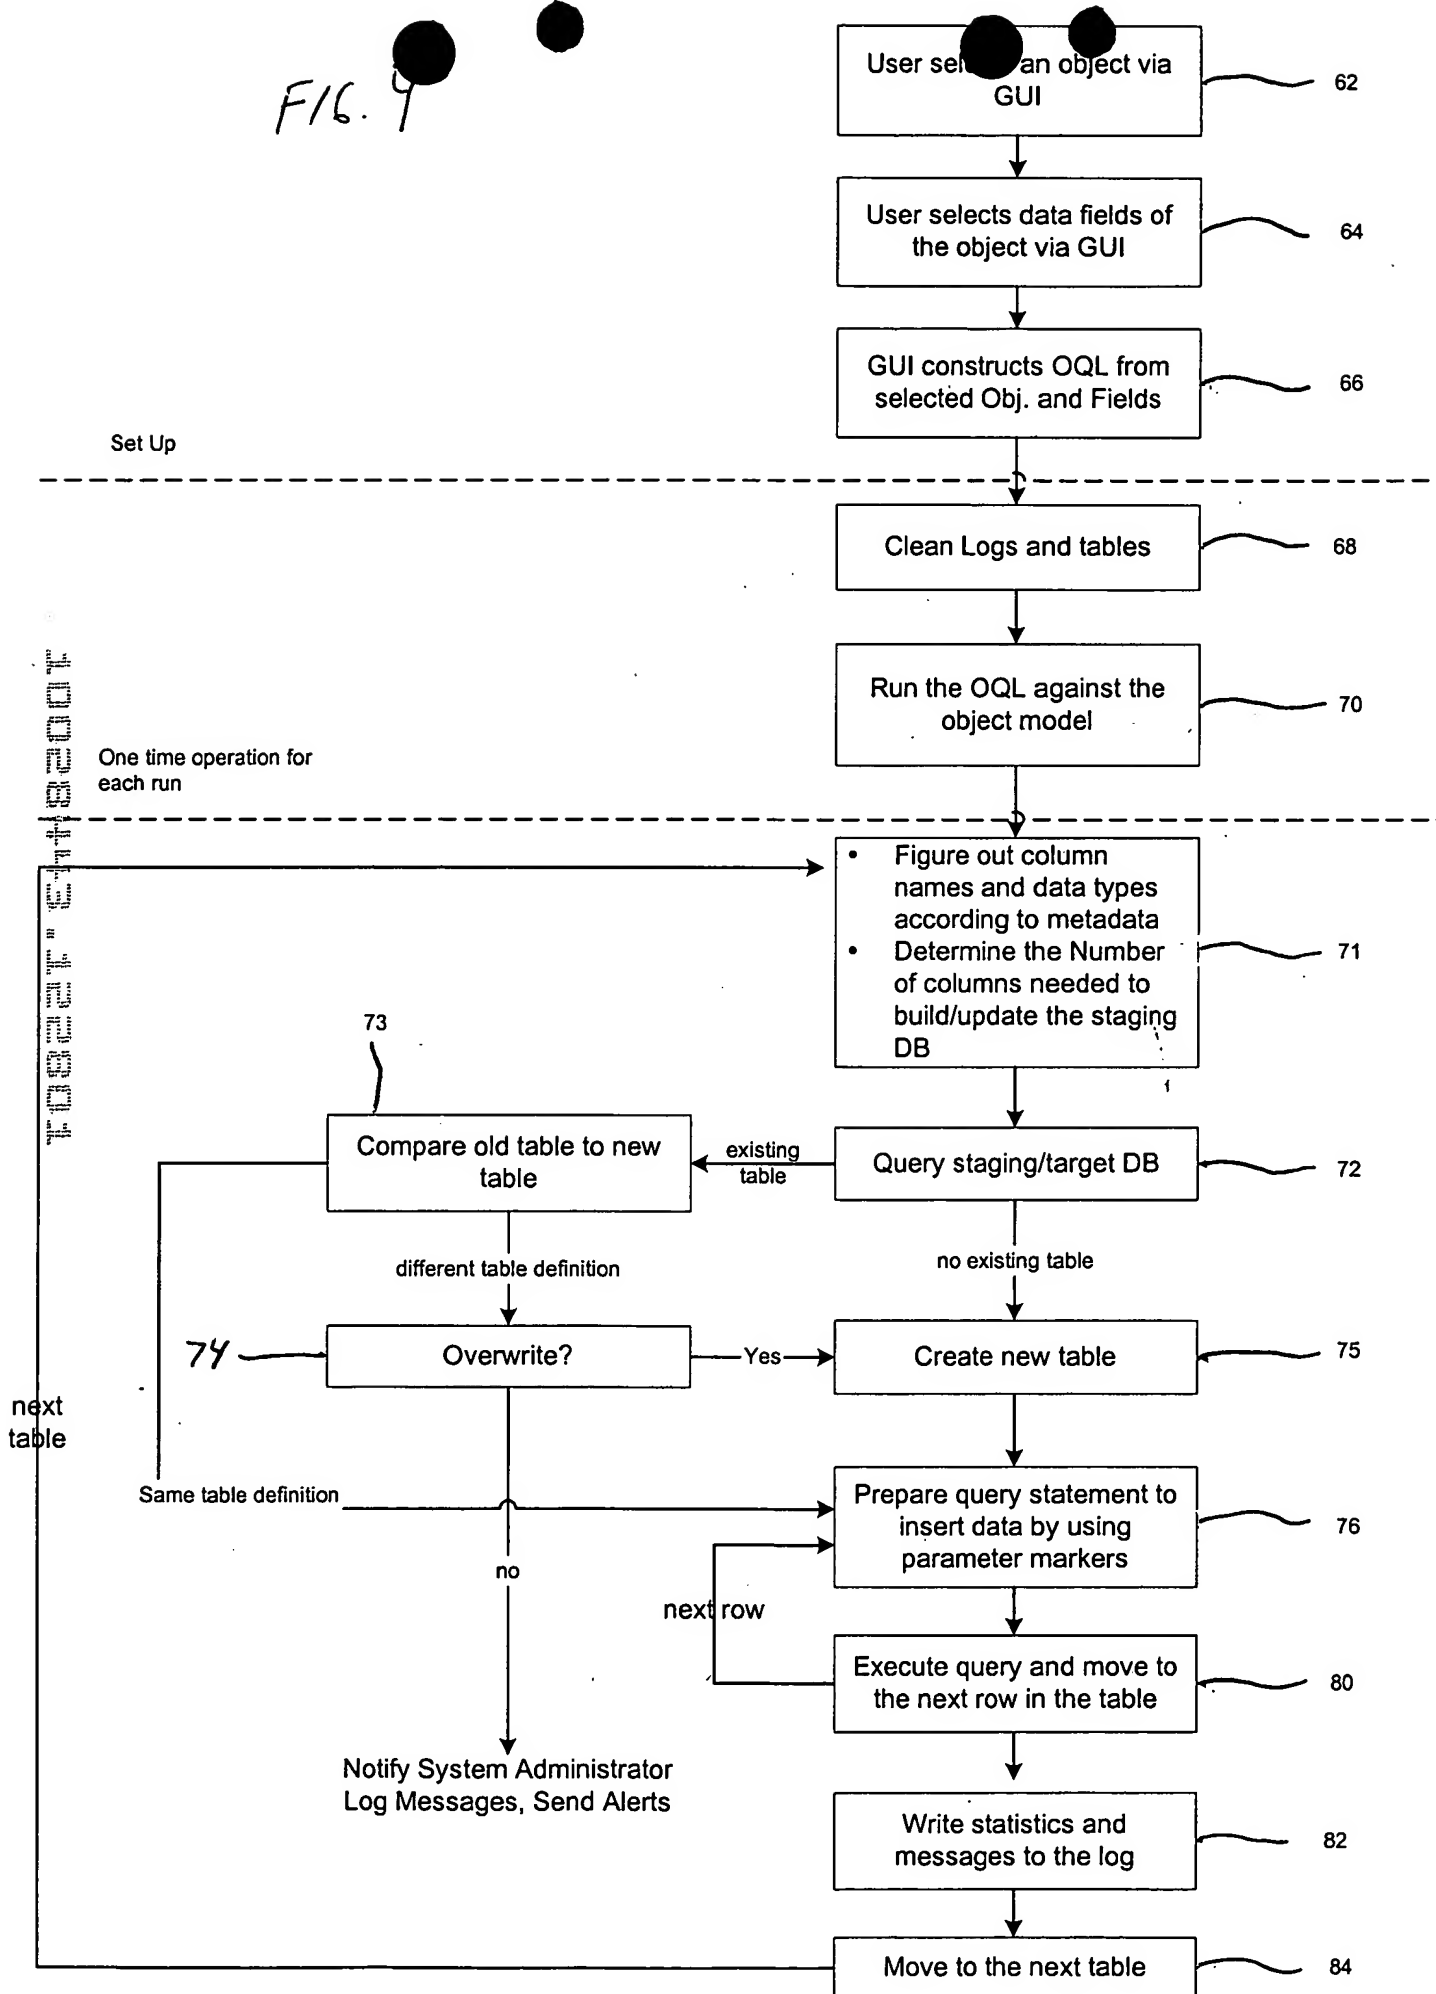 FIG. 4
User sel an object via
GUI
62
User selects data fields of
the object via GUI
64
GUI constructs OQL from
selected Obj. and Fields
66
Set Up
Clean Logs and tables
68
Run the OQL against the
object model
70
One time operation for
each run
10028443.122801
• Figure out column
names and data types
according to metadata
• Determine the Number
of columns needed to
build/update the staging
DB
71
73
Compare old table to new
table
existing
table
Query staging/target DB
72
different table definition
no existing table
74
Overwrite?
Yes
Create new table
75
next
table
Same table definition
Prepare query statement to
insert data by using
parameter markers
76
no
next row
Execute query and move to
the next row in the table
80
Notify System Administrator
Log Messages, Send Alerts
Write statistics and
messages to the log
82
Move to the next table
84